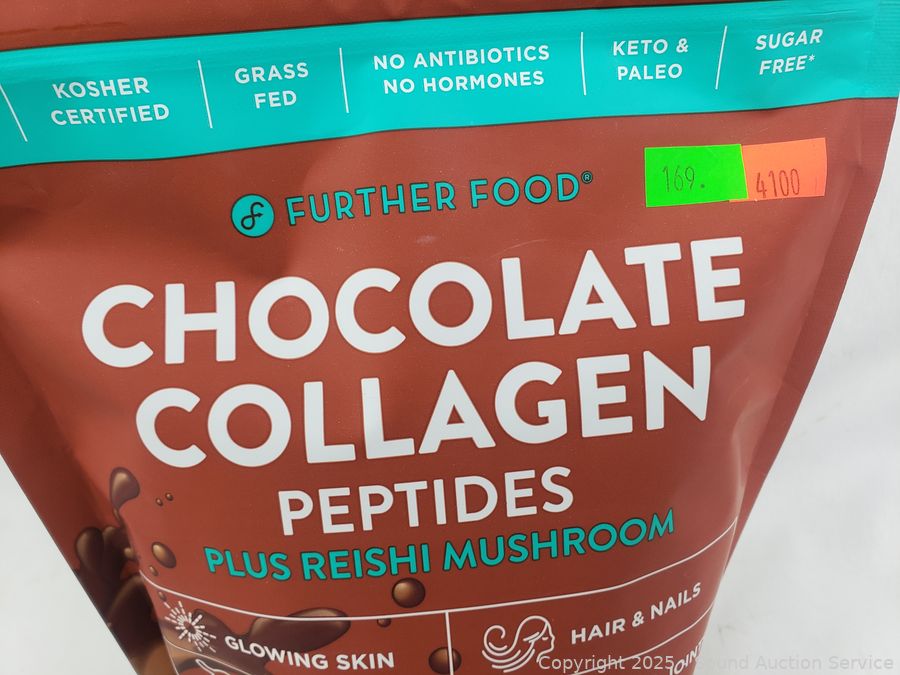 KOSHER
CERTIFIED
GRASS
FED
NO ANTIBIOTICS
NO HORMONES
KETO &
PALEO
SUGAR
FREE*
FURTHER FOOD®
169.
4100
CHOCOLATE
COLLAGEN
PEPTIDES
PLUS REISHI MUSHROOM
GLOWING SKIN
HAIR & NAILS
Copyright 2025 Auction Service